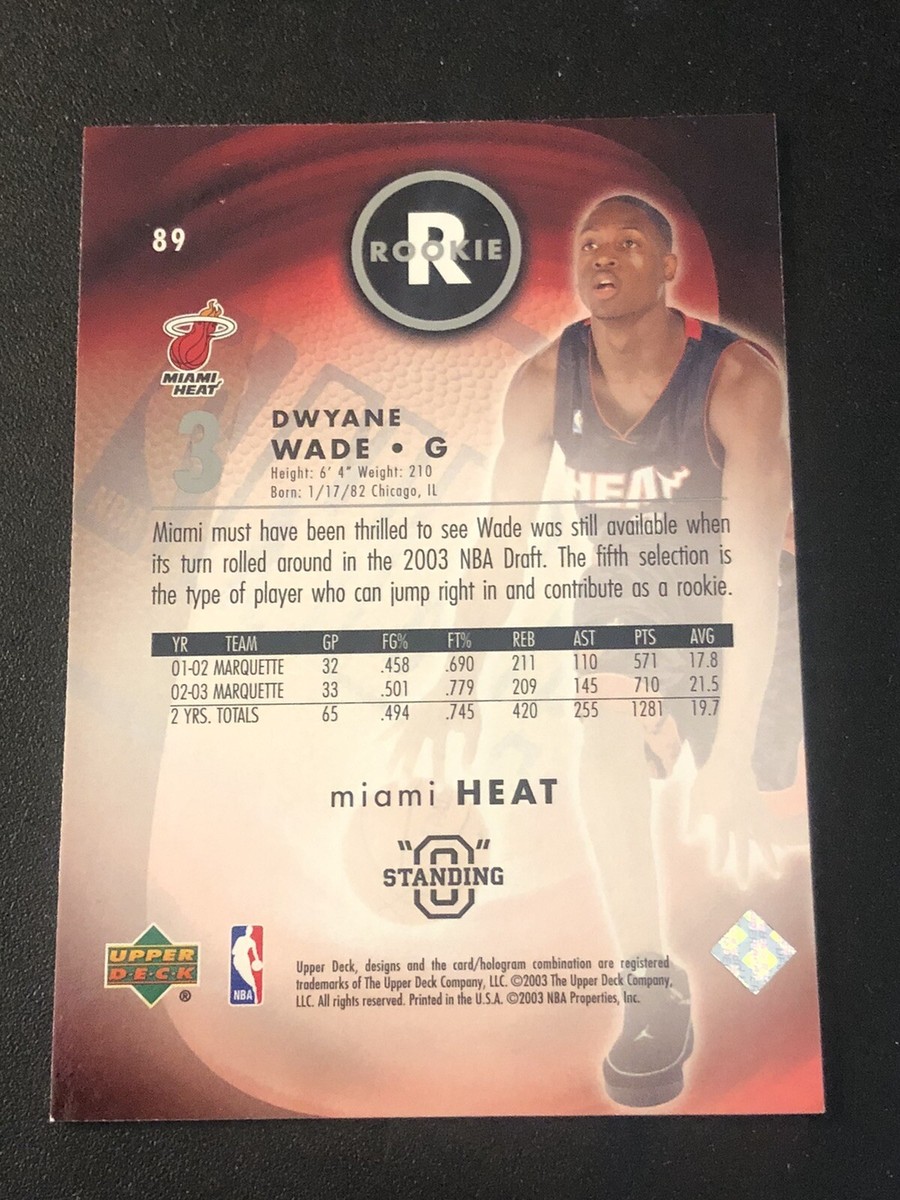 89
R
ROOKIE
MIAMI
HEAT
3
DWYANE
WADE • G
Height: 6' 4" Weight: 210
Born: 1/17/82 Chicago, IL
HEAT
Miami must have been thrilled to see Wade was still available when
its turn rolled around in the 2003 NBA Draft. The fifth selection is
the type of player who can jump right in and contribute as a rookie.
YR TEAM GP FG% FT% REB AST PTS AVG
01-02 MARQUETTE 32 .458 .690 211 110 571 17.8
02-03 MARQUETTE 33 .501 .779 209 145 710 21.5
2 YRS. TOTALS 65 .494 .745 420 255 1281 19.7
miami HEAT
"O"
STANDING
UPPER
DECK
®
NBA
Upper Deck, designs and the card/hologram combination are registered
trademarks of The Upper Deck Company, LLC. ©2003 The Upper Deck Company,
LLC. All rights reserved. Printed in the U.S.A. ©2003 NBA Properties, Inc.